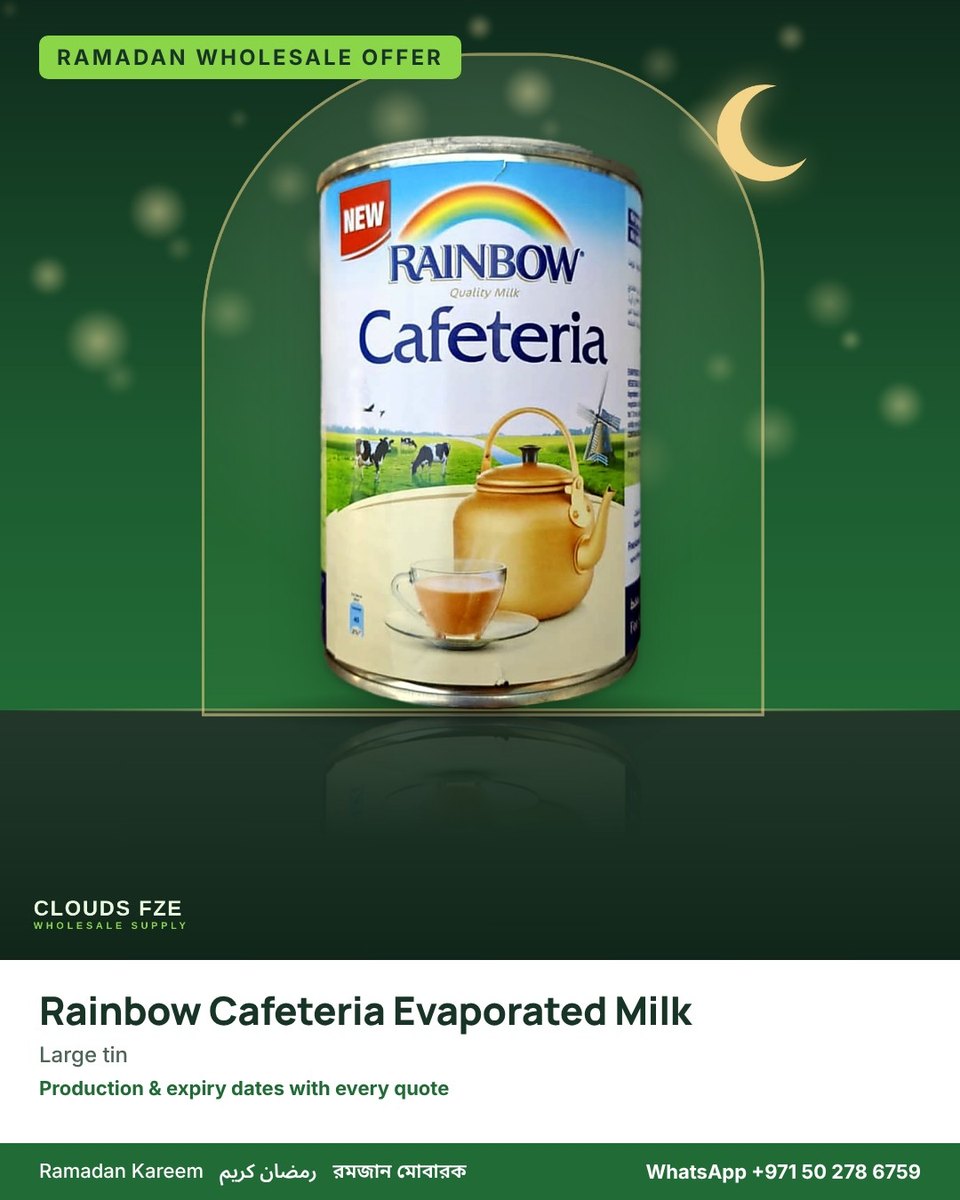 RAMADAN WHOLESALE OFFER
NEW
RAINBOW
Quality Milk
Cafeteria
CLOUDS FZE
WHOLESALE SUPPLY
Rainbow Cafeteria Evaporated Milk
Large tin
Production & expiry dates with every quote
Ramadan Kareem رمضان كريم রমজান মোবারক
WhatsApp +971 50 278 6759